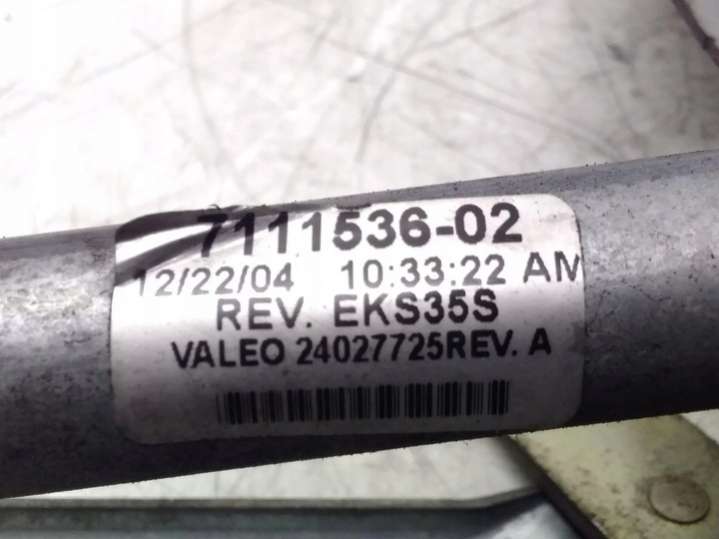 7111536-02
12/22/04 10:33:22 AM
REV. EKS35S
VALEO 24027725REV. A